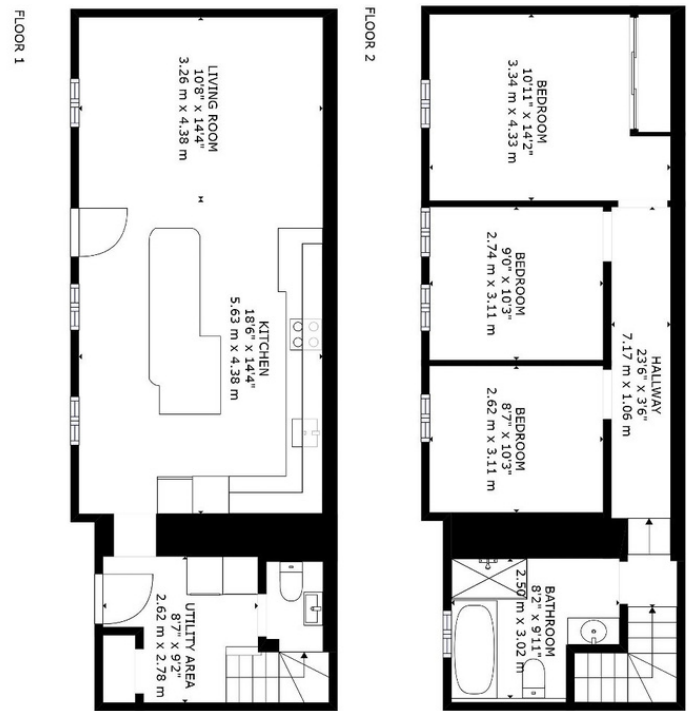 FLOOR 1
LIVING ROOM
10'8" x 14'4"
3.26 m x 4.38 m
KITCHEN
18'6" x 14'4"
5.63 m x 4.38 m
UTILITY AREA
8'7" x 9'2"
2.62 m x 2.78 m
FLOOR 2
BEDROOM
10'11" x 14'2"
3.34 m x 4.33 m
BEDROOM
9'0" x 10'3"
2.74 m x 3.11 m
HALLWAY
23'6" x 3'6"
7.17 m x 1.06 m
BEDROOM
8'7" x 10'3"
2.62 m x 3.11 m
BATHROOM
8'2" x 9'11"
2.50 m x 3.02 m